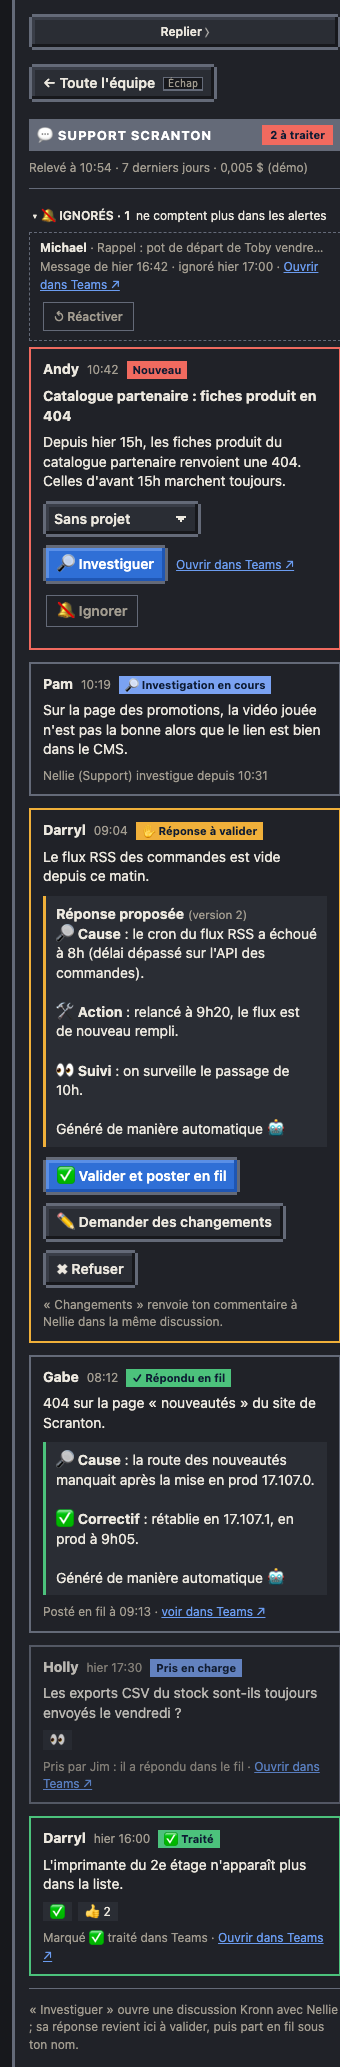 Replier ›
← Toute l'équipe Échap
💬 SUPPORT SCRANTON 2 à traiter
Relevé à 10:54 · 7 derniers jours · 0,005 $ (démo)
▾ 🔕 IGNORÉS · 1 ne comptent plus dans les alertes
Michael · Rappel : pot de départ de Toby vendre...
Message de hier 16:42 · ignoré hier 17:00 · Ouvrir
dans Teams ↗
↺ Réactiver
Andy 10:42 Nouveau
Catalogue partenaire : fiches produit en
404
Depuis hier 15h, les fiches produit du
catalogue partenaire renvoient une 404.
Celles d'avant 15h marchent toujours.
Sans projet
🔎 Investiguer Ouvrir dans Teams ↗
🔕 Ignorer
Pam 10:19 🔎 Investigation en cours
Sur la page des promotions, la vidéo jouée
n'est pas la bonne alors que le lien est bien
dans le CMS.
Nellie (Support) investigue depuis 10:31
Darryl 09:04 ✋ Réponse à valider
Le flux RSS des commandes est vide
depuis ce matin.
Réponse proposée (version 2)
🔎 Cause : le cron du flux RSS a échoué
à 8h (délai dépassé sur l'API des
commandes).
🛠 Action : relancé à 9h20, le flux est
de nouveau rempli.
👀 Suivi : on surveille le passage de
10h.
Généré de manière automatique 🤖
✅ Valider et poster en fil
✏️ Demander des changements
✖ Refuser
« Changements » renvoie ton commentaire à
Nellie dans la même discussion.
Gabe 08:12 ✓ Répondu en fil
404 sur la page « nouveautés » du site de
Scranton.
🔎 Cause : la route des nouveautés
manquait après la mise en prod 17.107.0.
✅ Correctif : rétablie en 17.107.1, en
prod à 9h05.
Généré de manière automatique 🤖
Posté en fil à 09:13 · voir dans Teams ↗
Holly hier 17:30 Pris en charge
Les exports CSV du stock sont-ils toujours
envoyés le vendredi ?
👀
Pris par Jim : il a répondu dans le fil · Ouvrir dans
Teams ↗
Darryl hier 16:00 ✅ Traité
L'imprimante du 2e étage n'apparaît plus
dans la liste.
✅ 👍 2
Marqué ✅ traité dans Teams · Ouvrir dans Teams
↗
« Investiguer » ouvre une discussion Kronn avec Nellie
; sa réponse revient ici à valider, puis part en fil sous
ton nom.